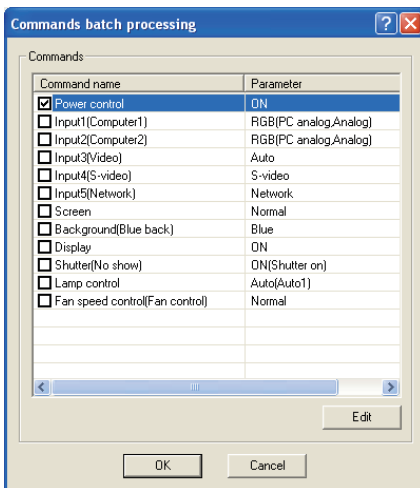 Commands batch processing
Commands
Command name Parameter
Power control ON
Input1(Computer1) RGB(PC analog,Analog)
Input2(Computer2) RGB(PC analog,Analog)
Input3(Video) Auto
Input4(S-video) S-video
Input5(Network) Network
Screen Normal
Background(Blue back) Blue
Display ON
Shutter(No show) ON(Shutter on)
Lamp control Auto(Auto1)
Fan speed control(Fan control) Normal
Edit
OK Cancel